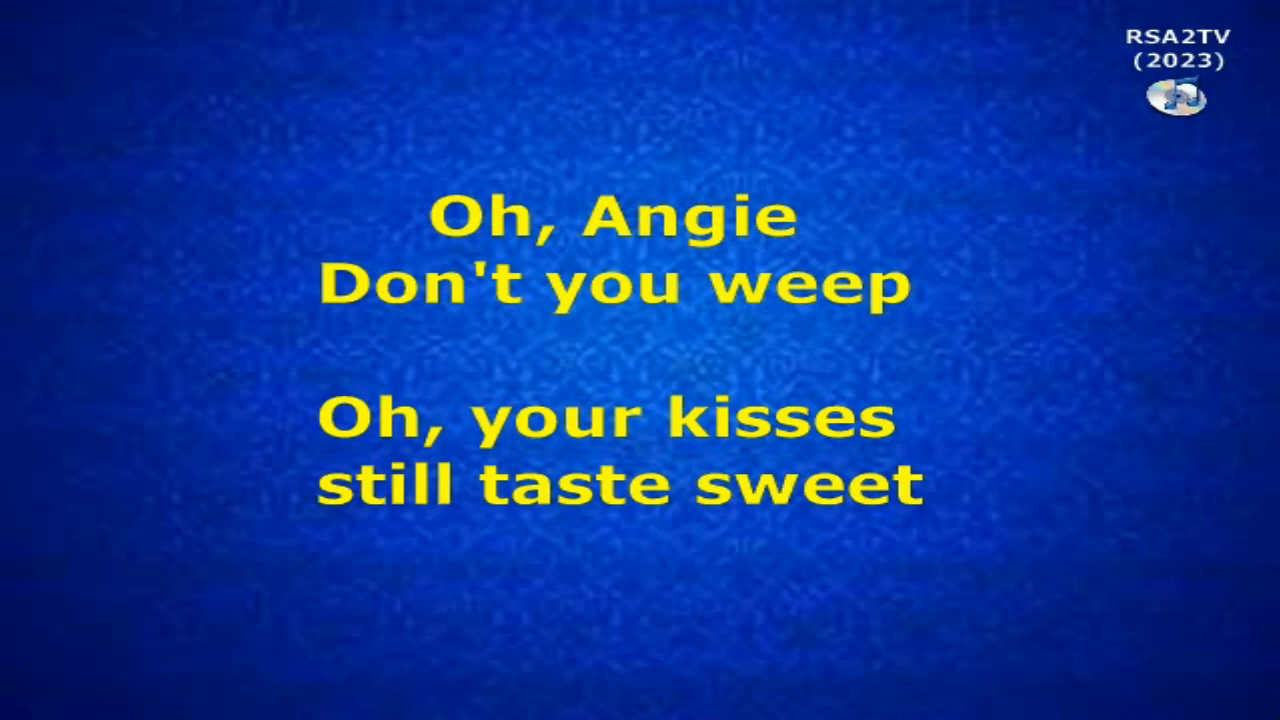 RSA2TV
(2023)
Oh, Angie
Don't you weep
Oh, your kisses
still taste sweet